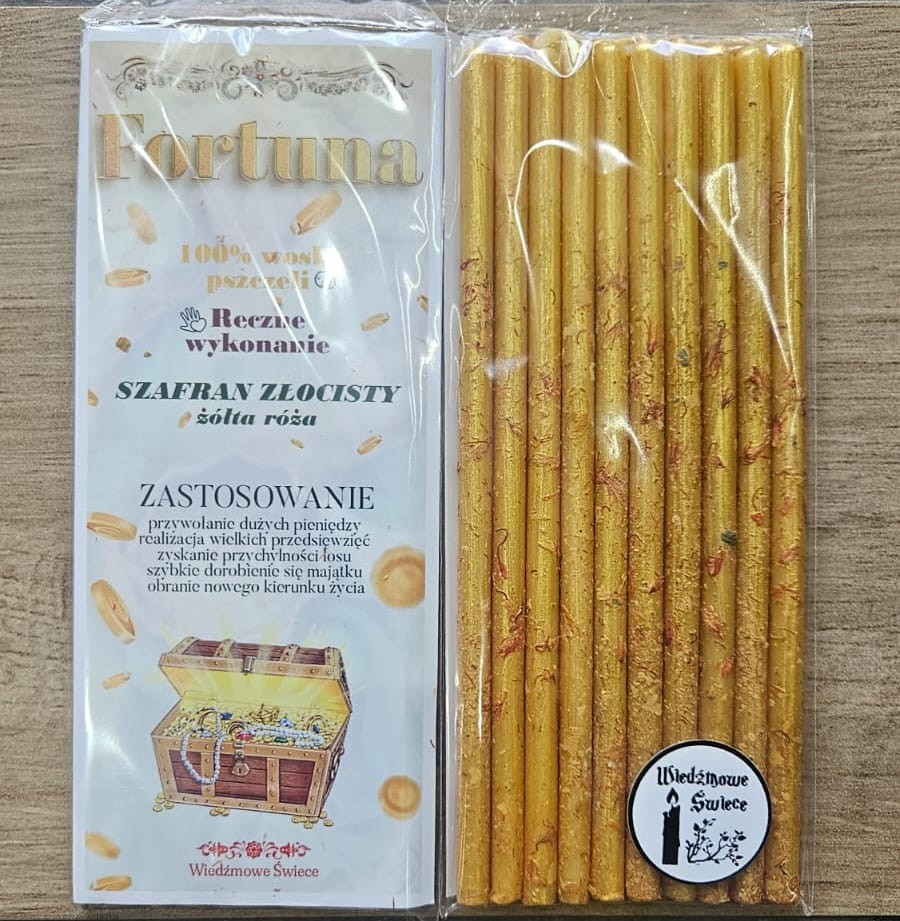 Fortuna
100% wosk
pszczeli
Ręczne
wykonanie
SZAFRAN ZŁOCISTY
żółta róża
ZASTOSOWANIE
przywołanie dużych pieniędzy
realizacja wielkich przedsięwzięć
zyskanie przychylności losu
szybkie dorobienie się majątku
obranie nowego kierunku życia
Wiedźmowe Świece
Wiedźmowe
Świece